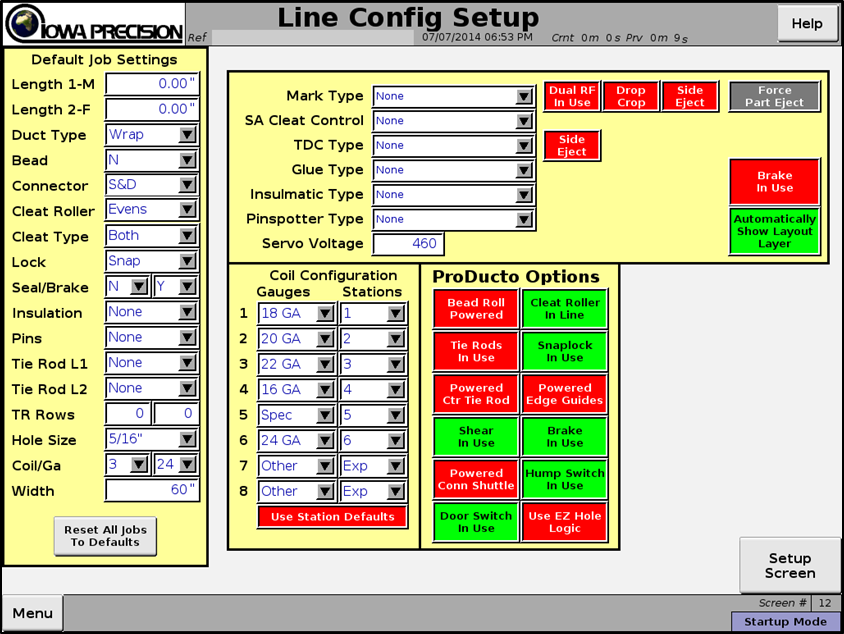 IOWA PRECISION
Line Config Setup
Ref
07/07/2014 06:53 PM Crnt 0m 0s Prv 0m 9s
Help
Default Job Settings
Length 1-M 0.00"
Length 2-F 0.00"
Duct Type Wrap
Bead N
Connector S&D
Cleat Roller Evens
Cleat Type Both
Lock Snap
Seal/Brake N Y
Insulation None
Pins None
Tie Rod L1 None
Tie Rod L2 None
TR Rows 0 0
Hole Size 5/16"
Coil/Ga 3 24
Width 60"
Reset All Jobs
To Defaults
Mark Type None
SA Cleat Control None
TDC Type None
Glue Type None
Insulmatic Type None
Pinspotter Type None
Servo Voltage 460
Dual RF
In Use
Drop
Crop
Side
Eject
Force
Part Eject
Side
Eject
Brake
In Use
Automatically
Show Layout
Layer
Coil Configuration
Gauges Stations
1 18 GA 1
2 20 GA 2
3 22 GA 3
4 16 GA 4
5 Spec 5
6 24 GA 6
7 Other Exp
8 Other Exp
Use Station Defaults
ProDucto Options
Bead Roll
Powered
Cleat Roller
In Line
Tie Rods
In Use
Snaplock
In Use
Powered
Ctr Tie Rod
Powered
Edge Guides
Shear
In Use
Brake
In Use
Powered
Conn Shuttle
Hump Switch
In Use
Door Switch
In Use
Use EZ Hole
Logic
Setup
Screen
Menu
Screen # 12
Startup Mode